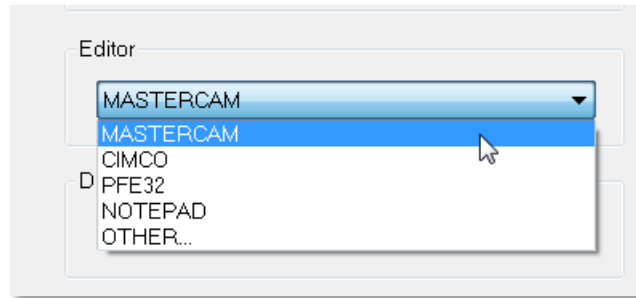 Editor
MASTERCAM
MASTERCAM
CIMCO
D
PFE32
NOTEPAD
OTHER...